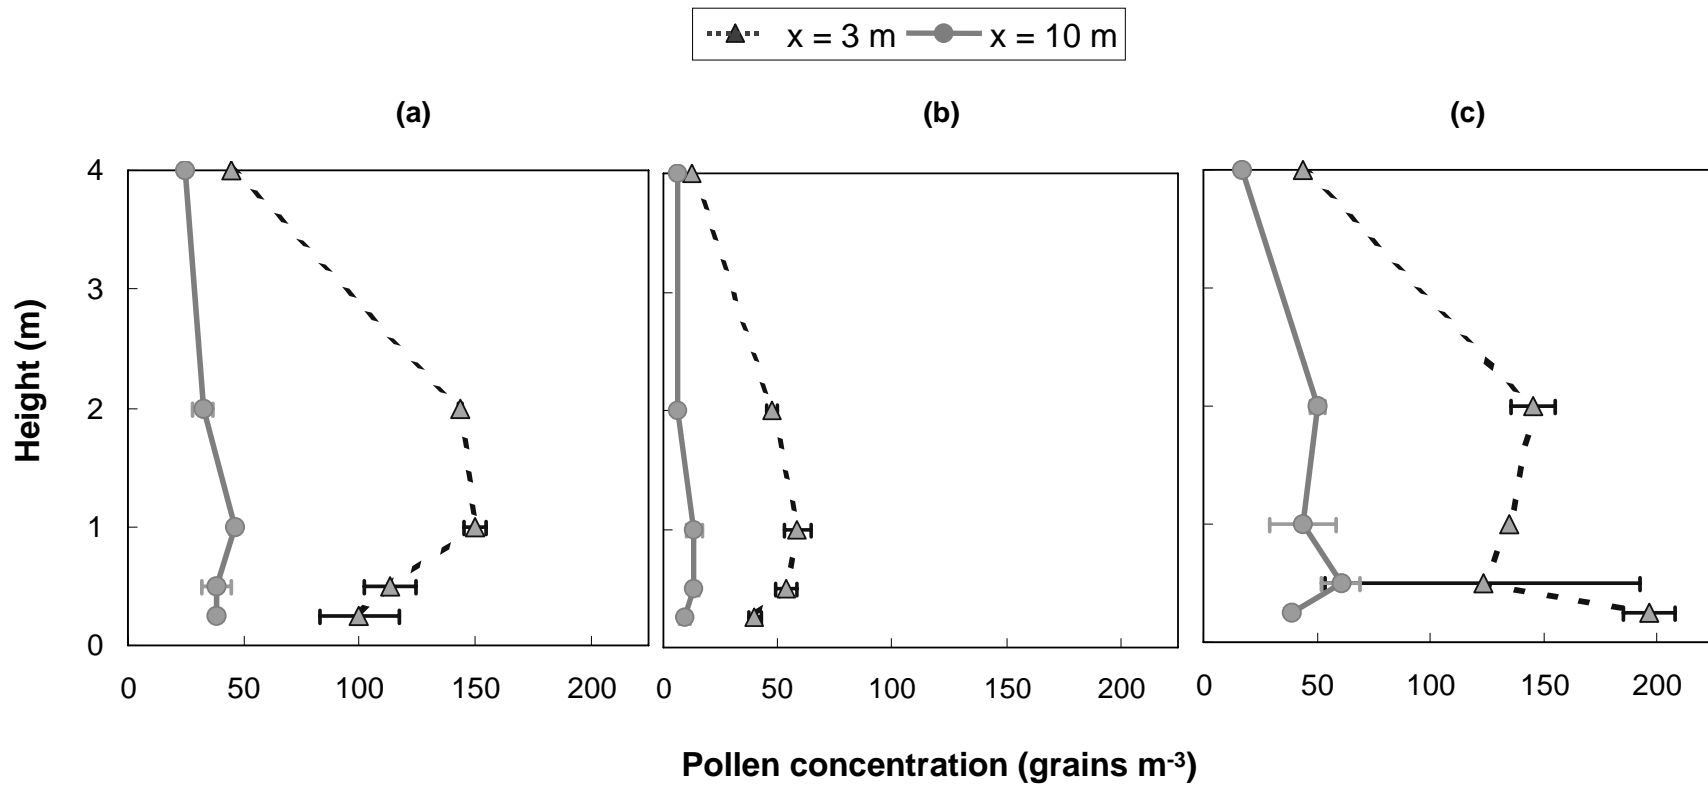 x = 3 m x = 10 m
(a) (b) (c)
4
3
2
1
0
Height (m)
0 50 100 150 200 0 50 100 150 200 0 50 100 150 200
Pollen concentration (grains m-3)